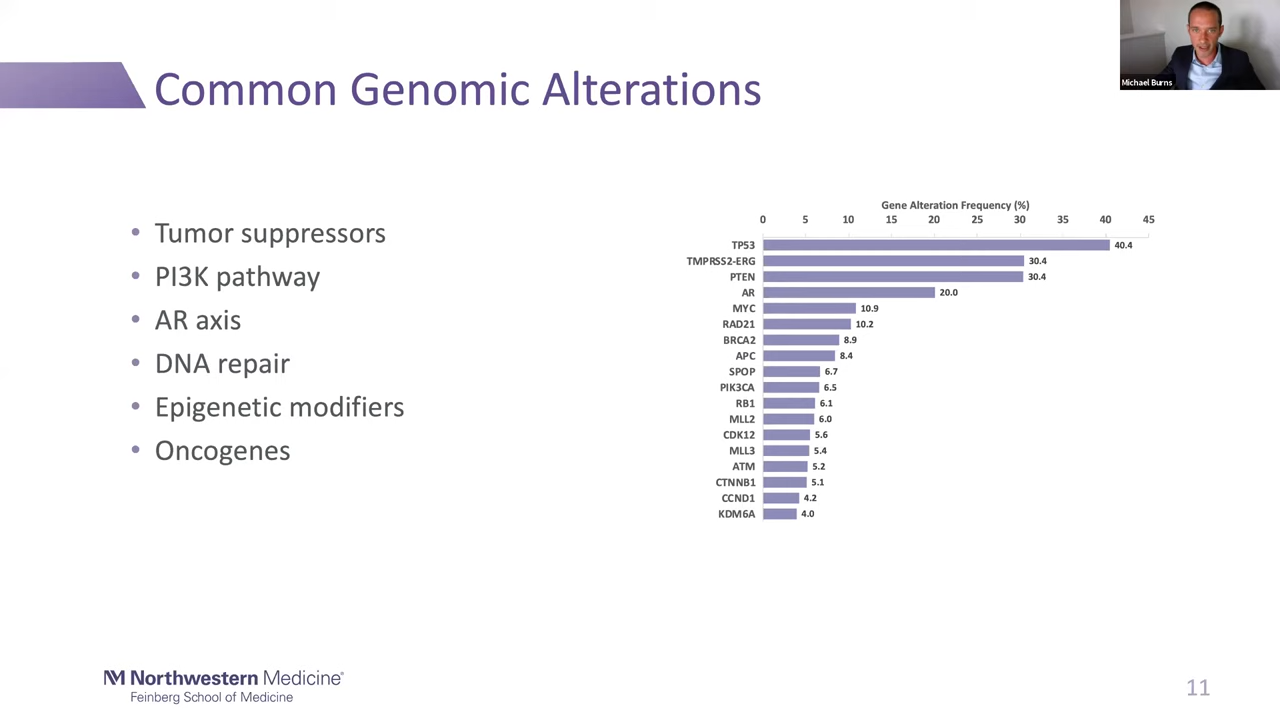 Michael Burns
Common Genomic Alterations
• Tumor suppressors
• PI3K pathway
• AR axis
• DNA repair
• Epigenetic modifiers
• Oncogenes
Gene Alteration Frequency (%)
0 5 10 15 20 25 30 35 40 45
TP53 40.4
TMPRSS2-ERG 30.4
PTEN 30.4
AR 20.0
MYC 10.9
RAD21 10.2
BRCA2 8.9
APC 8.4
SPOP 6.7
PIK3CA 6.5
RB1 6.1
MLL2 6.0
CDK12 5.6
MLL3 5.4
ATM 5.2
CTNNB1 5.1
CCND1 4.2
KDM6A 4.0
NM Northwestern Medicine®
Feinberg School of Medicine
11